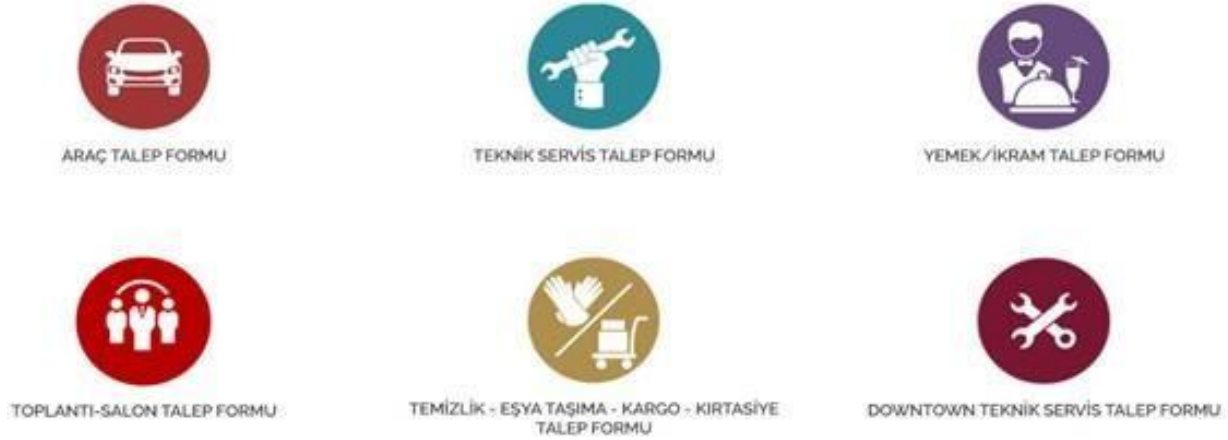 ARAÇ TALEP FORMU
TEKNİK SERVİS TALEP FORMU
YEMEK/İKRAM TALEP FORMU
TOPLANTI-SALON TALEP FORMU
TEMİZLİK - EŞYA TAŞIMA - KARGO - KIRTASİYE
TALEP FORMU
DOWNTOWN TEKNİK SERVİS TALEP FORMU